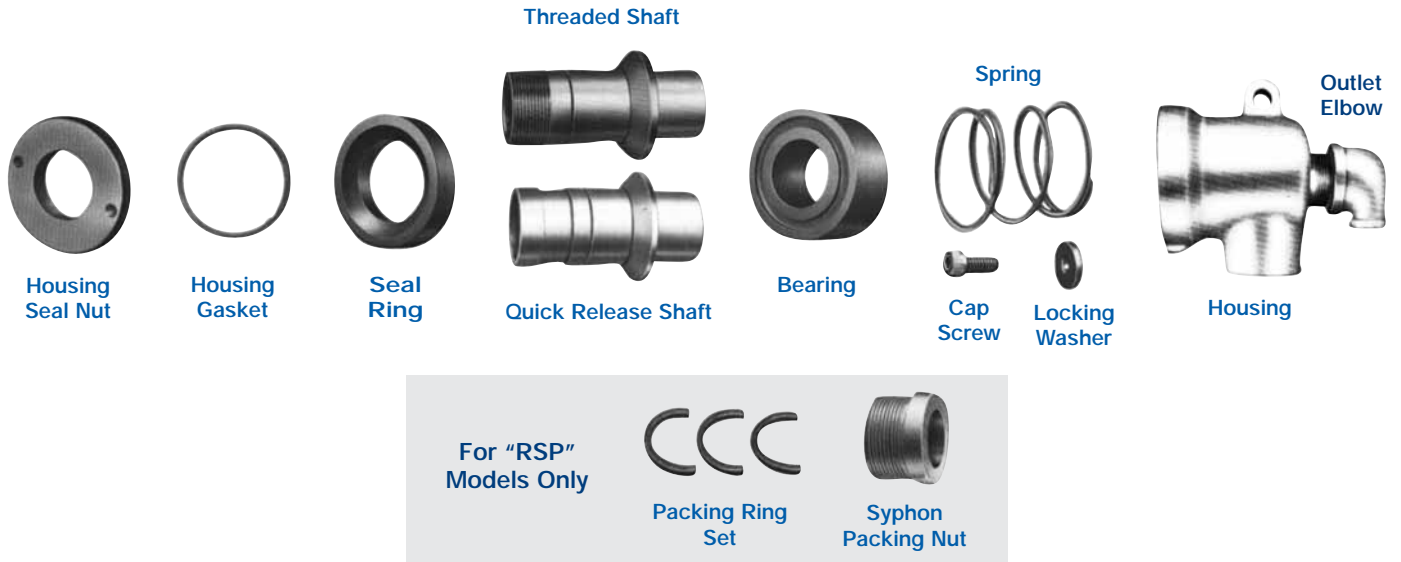 Threaded Shaft
Spring
Outlet
Elbow
Housing
Seal Nut
Housing
Gasket
Seal
Ring
Quick Release Shaft
Bearing
Cap
Screw
Locking
Washer
Housing
For “RSP”
Models Only
Packing Ring
Set
Syphon
Packing Nut